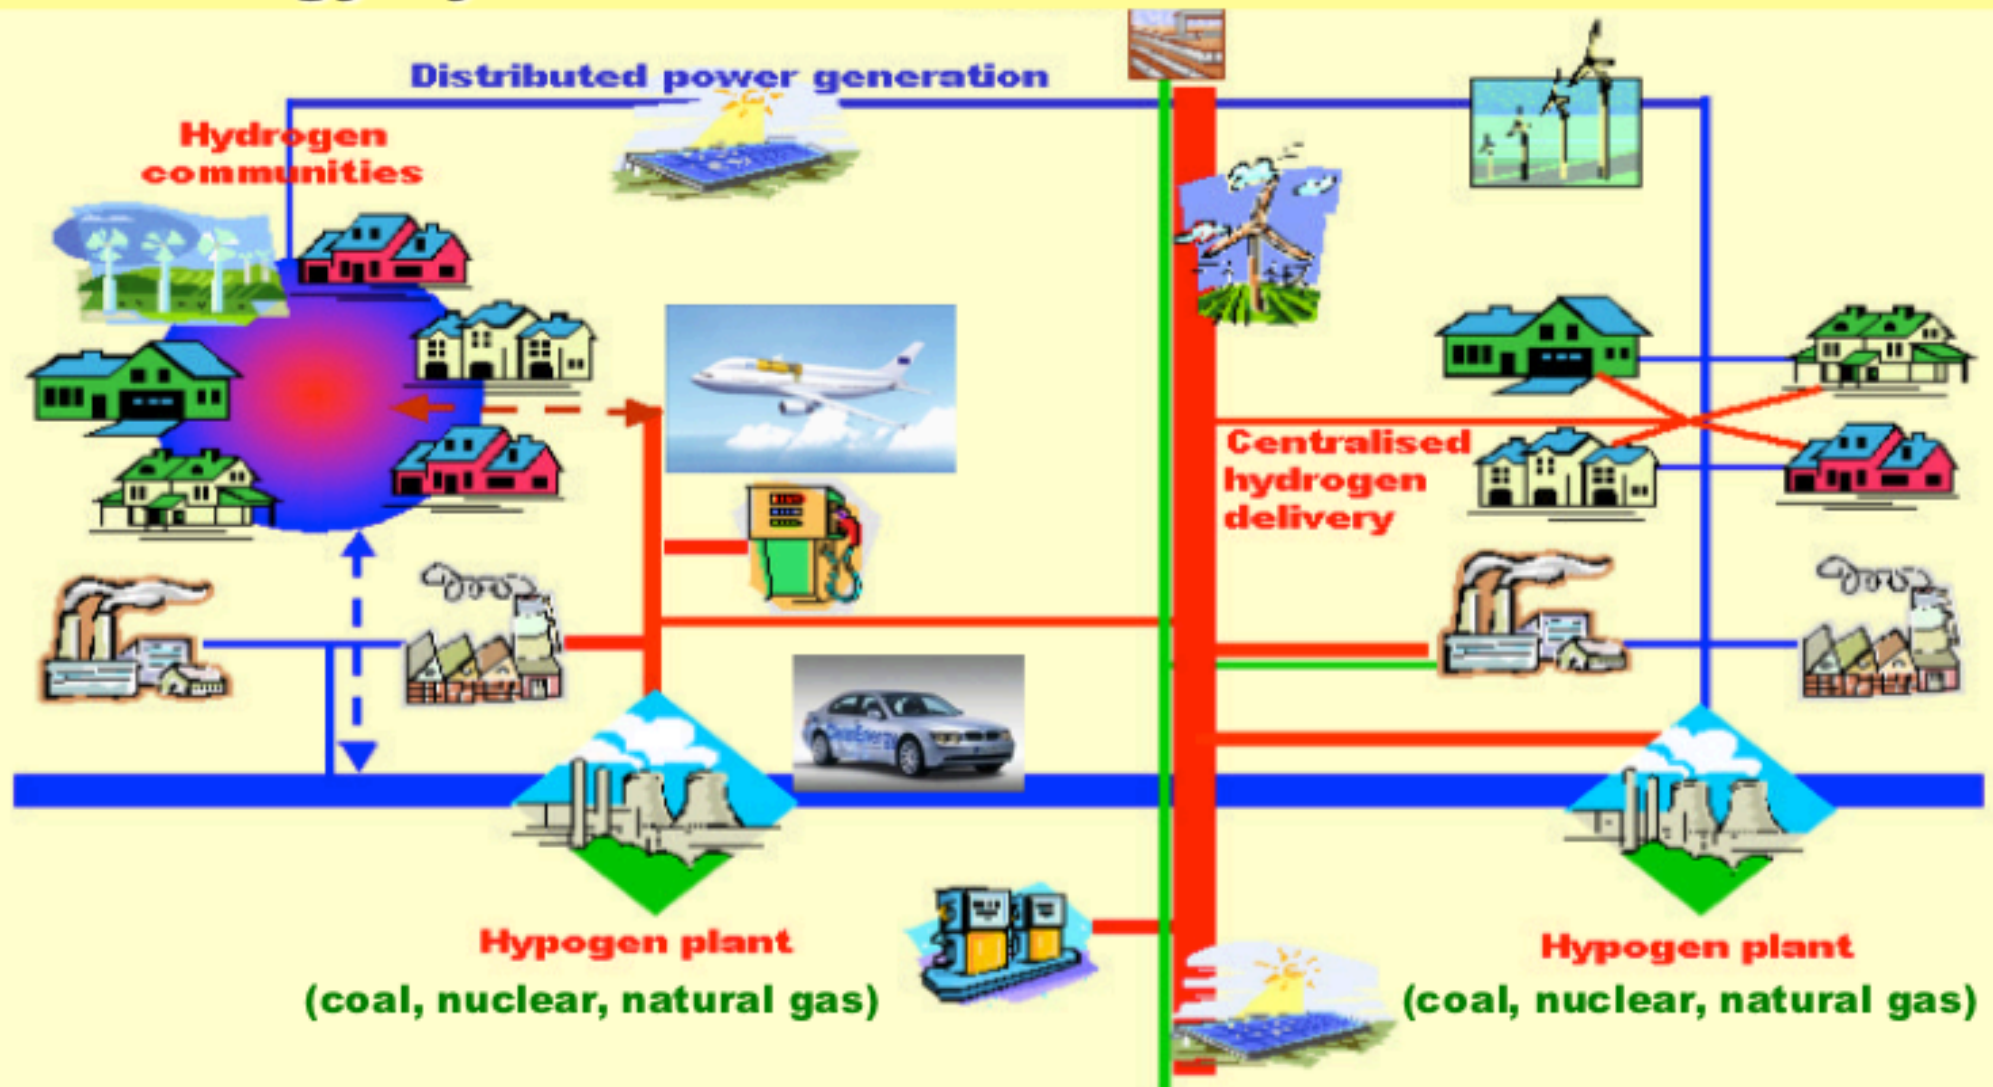 Distributed power generation
Hydrogen
communities
Centralised
hydrogen
delivery
CleanEnergy
Hypogen plant
(coal, nuclear, natural gas)
Hypogen plant
(coal, nuclear, natural gas)